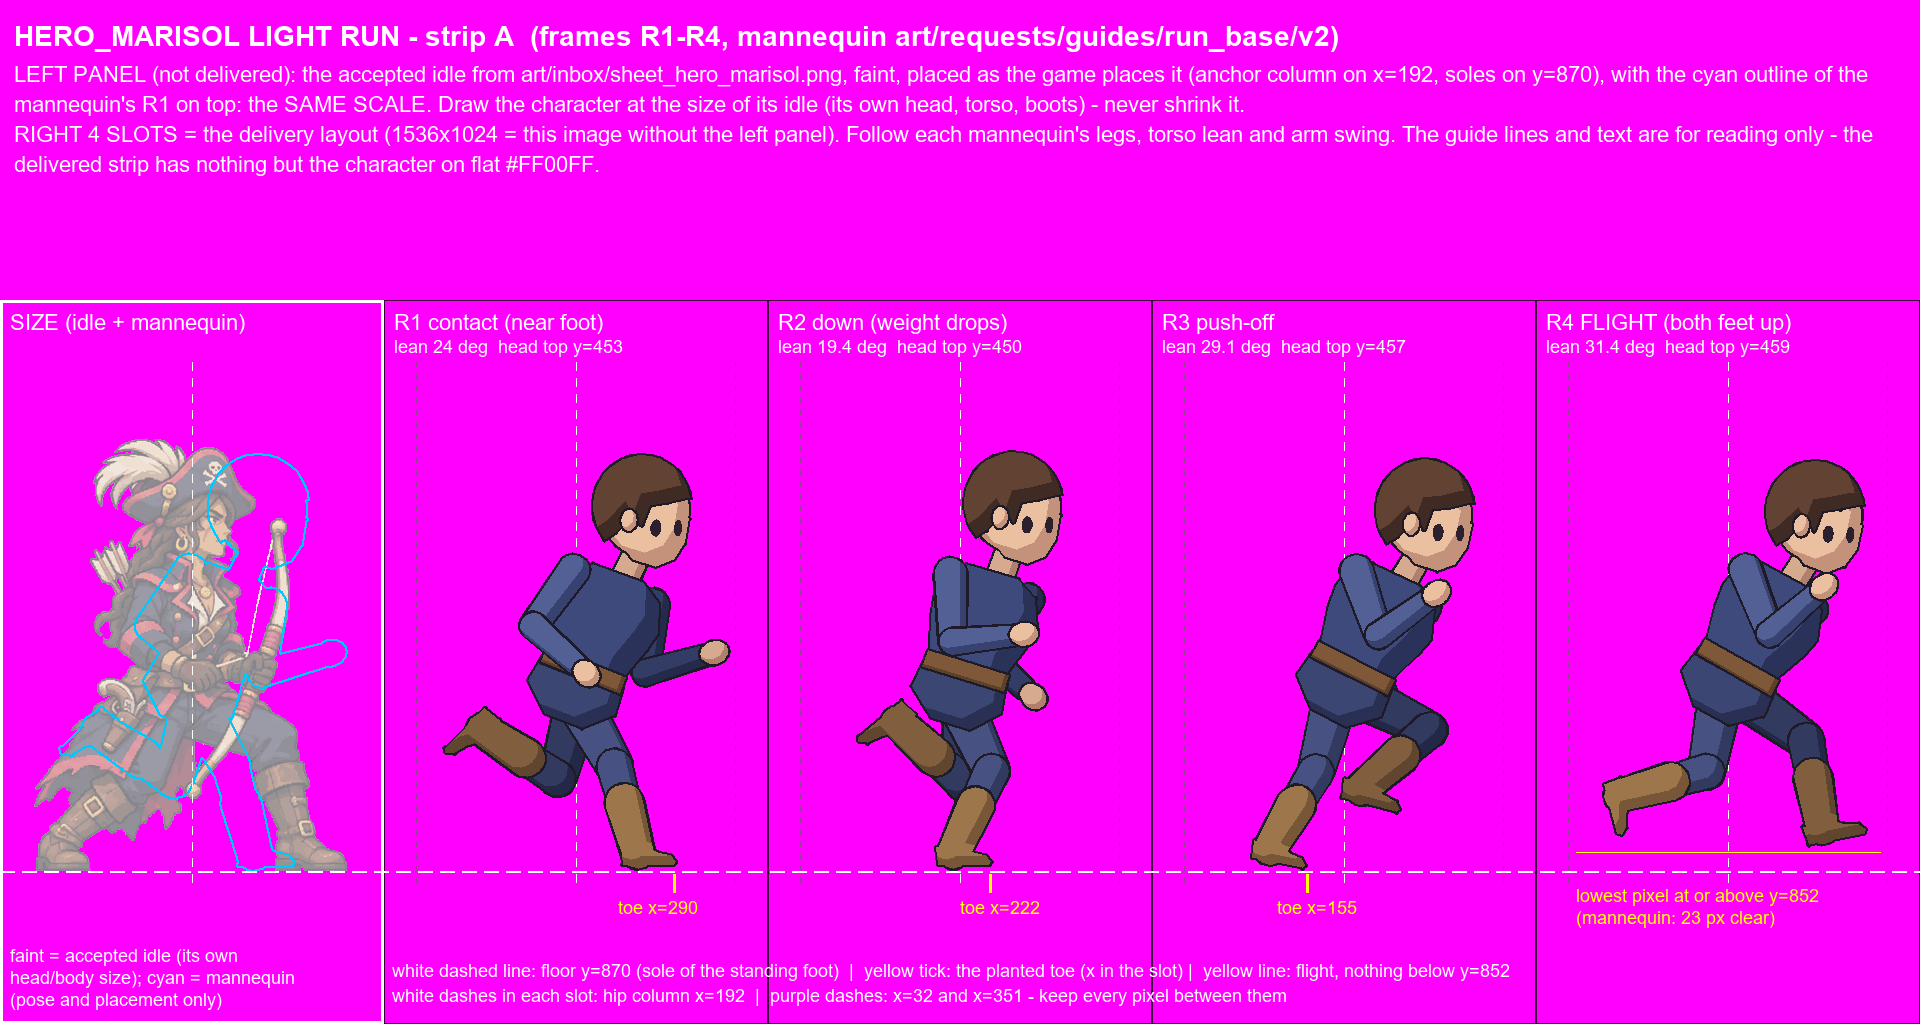 HERO_MARISOL LIGHT RUN - strip A  (frames R1-R4, mannequin art/requests/guides/run_base/v2)
LEFT PANEL (not delivered): the accepted idle from art/inbox/sheet_hero_marisol.png, faint, placed as the game places it (anchor column on x=192, soles on y=870), with the cyan outline of the
mannequin's R1 on top: the SAME SCALE. Draw the character at the size of its idle (its own head, torso, boots) - never shrink it.
RIGHT 4 SLOTS = the delivery layout (1536x1024 = this image without the left panel). Follow each mannequin's legs, torso lean and arm swing. The guide lines and text are for reading only - the
delivered strip has nothing but the character on flat #FF00FF.
SIZE (idle + mannequin)
R1 contact (near foot)
lean 24 deg  head top y=453
R2 down (weight drops)
lean 19.4 deg  head top y=450
R3 push-off
lean 29.1 deg  head top y=457
R4 FLIGHT (both feet up)
lean 31.4 deg  head top y=459
toe x=290
toe x=222
toe x=155
lowest pixel at or above y=852
(mannequin: 23 px clear)
faint = accepted idle (its own
head/body size); cyan = mannequin
(pose and placement only)
white dashed line: floor y=870 (sole of the standing foot)  |  yellow tick: the planted toe (x in the slot) |  yellow line: flight, nothing below y=852
white dashes in each slot: hip column x=192  |  purple dashes: x=32 and x=351 - keep every pixel between them